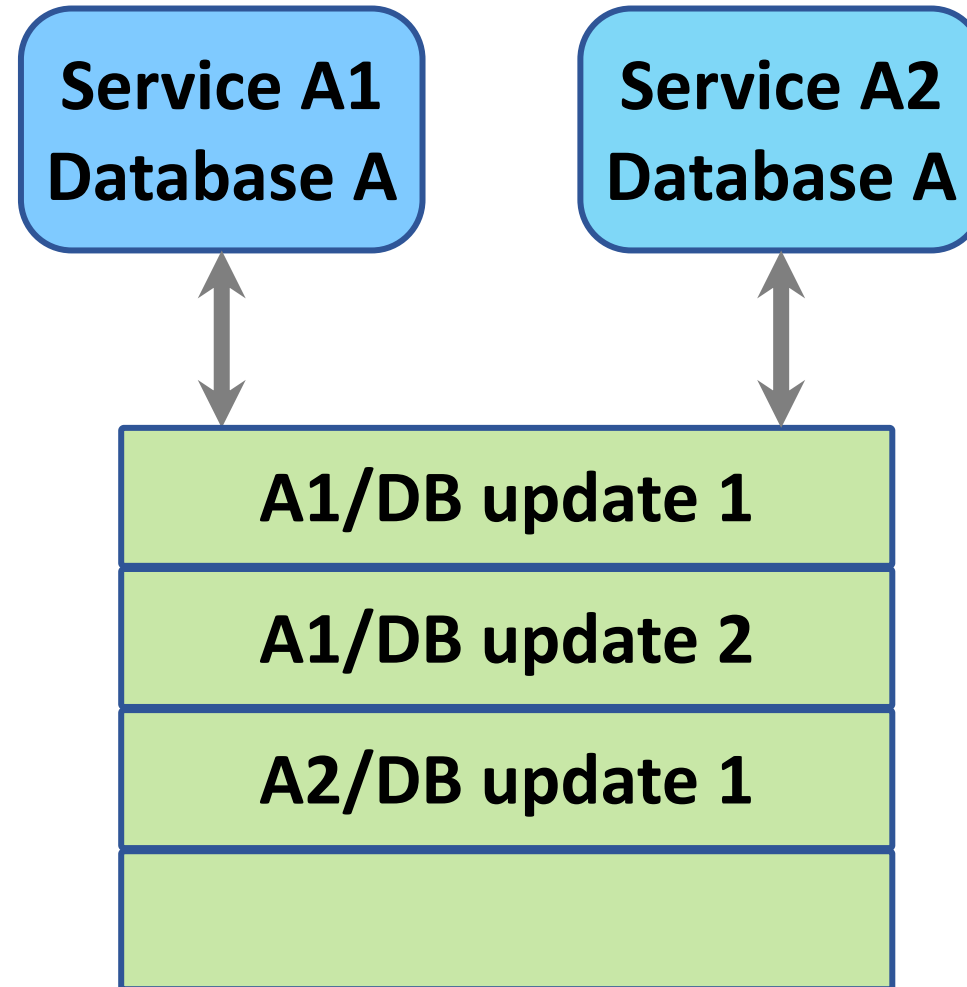 Service A1
Database A
Service A2
Database A
A1/DB update 1
A1/DB update 2
A2/DB update 1